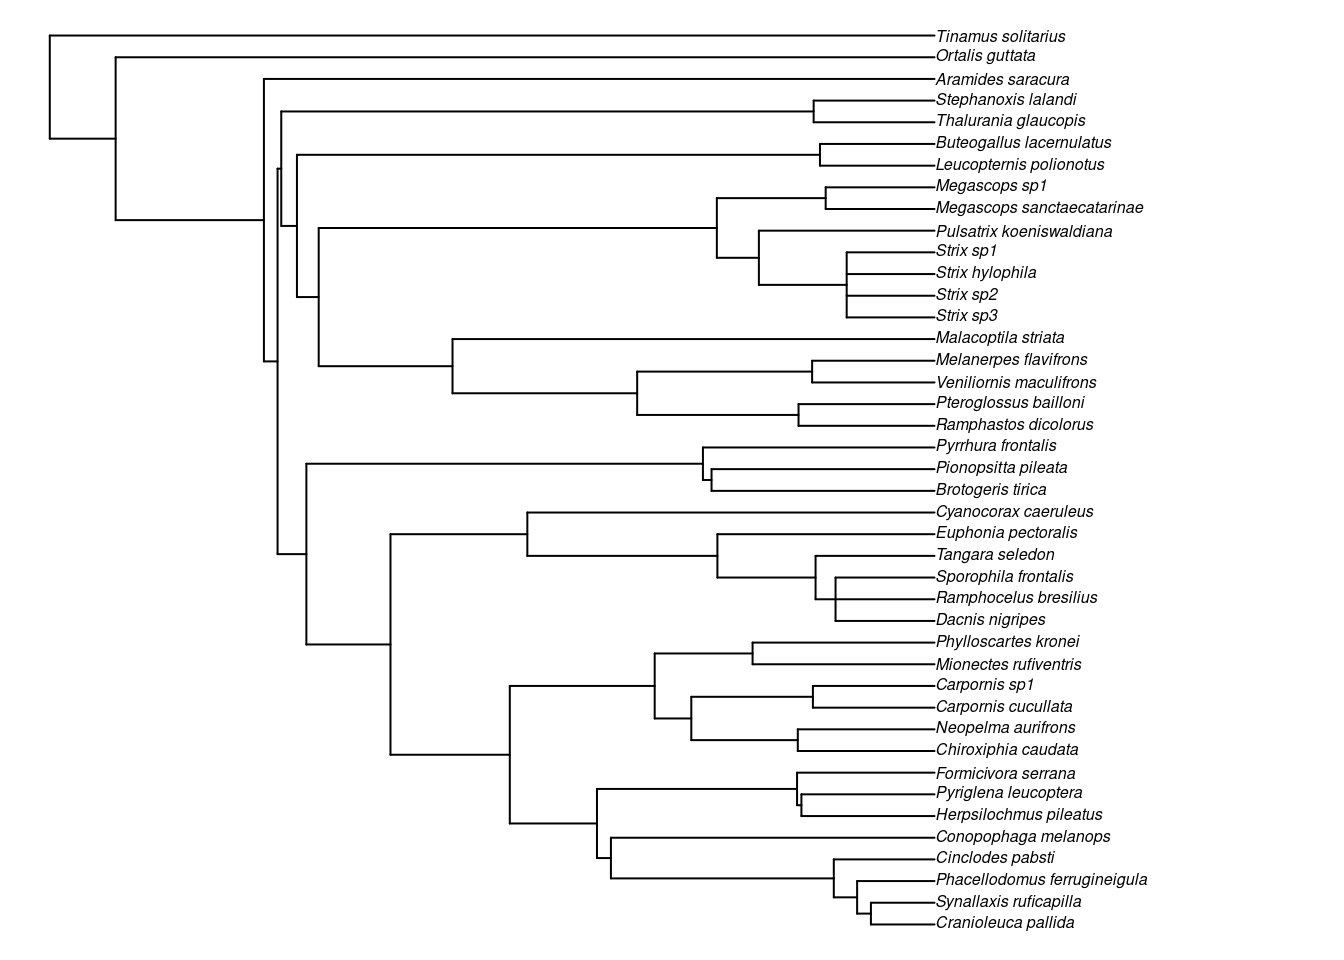 Tinamus solitarius
Ortalis guttata
Aramides saracura
Stephanoxis lalandi
Thalurania glaucopis
Buteogallus lacernulatus
Leucopternis polionotus
Megascops sp1
Megascops sanctaecatarinae
Pulsatrix koeniswaldiana
Strix sp1
Strix hylophila
Strix sp2
Strix sp3
Malacoptila striata
Melanerpes flavifrons
Veniliornis maculifrons
Pteroglossus bailloni
Ramphastos dicolorus
Pyrrhura frontalis
Pionopsitta pileata
Brotogeris tirica
Cyanocorax caeruleus
Euphonia pectoralis
Tangara seledon
Sporophila frontalis
Ramphocelus bresilius
Dacnis nigripes
Phylloscartes kronei
Mionectes rufiventris
Carpornis sp1
Carpornis cucullata
Neopelma aurifrons
Chiroxiphia caudata
Formicivora serrana
Pyriglena leucoptera
Herpsilochmus pileatus
Conopophaga melanops
Cinclodes pabsti
Phacellodomus ferrugineigula
Synallaxis ruficapilla
Cranioleuca pallida